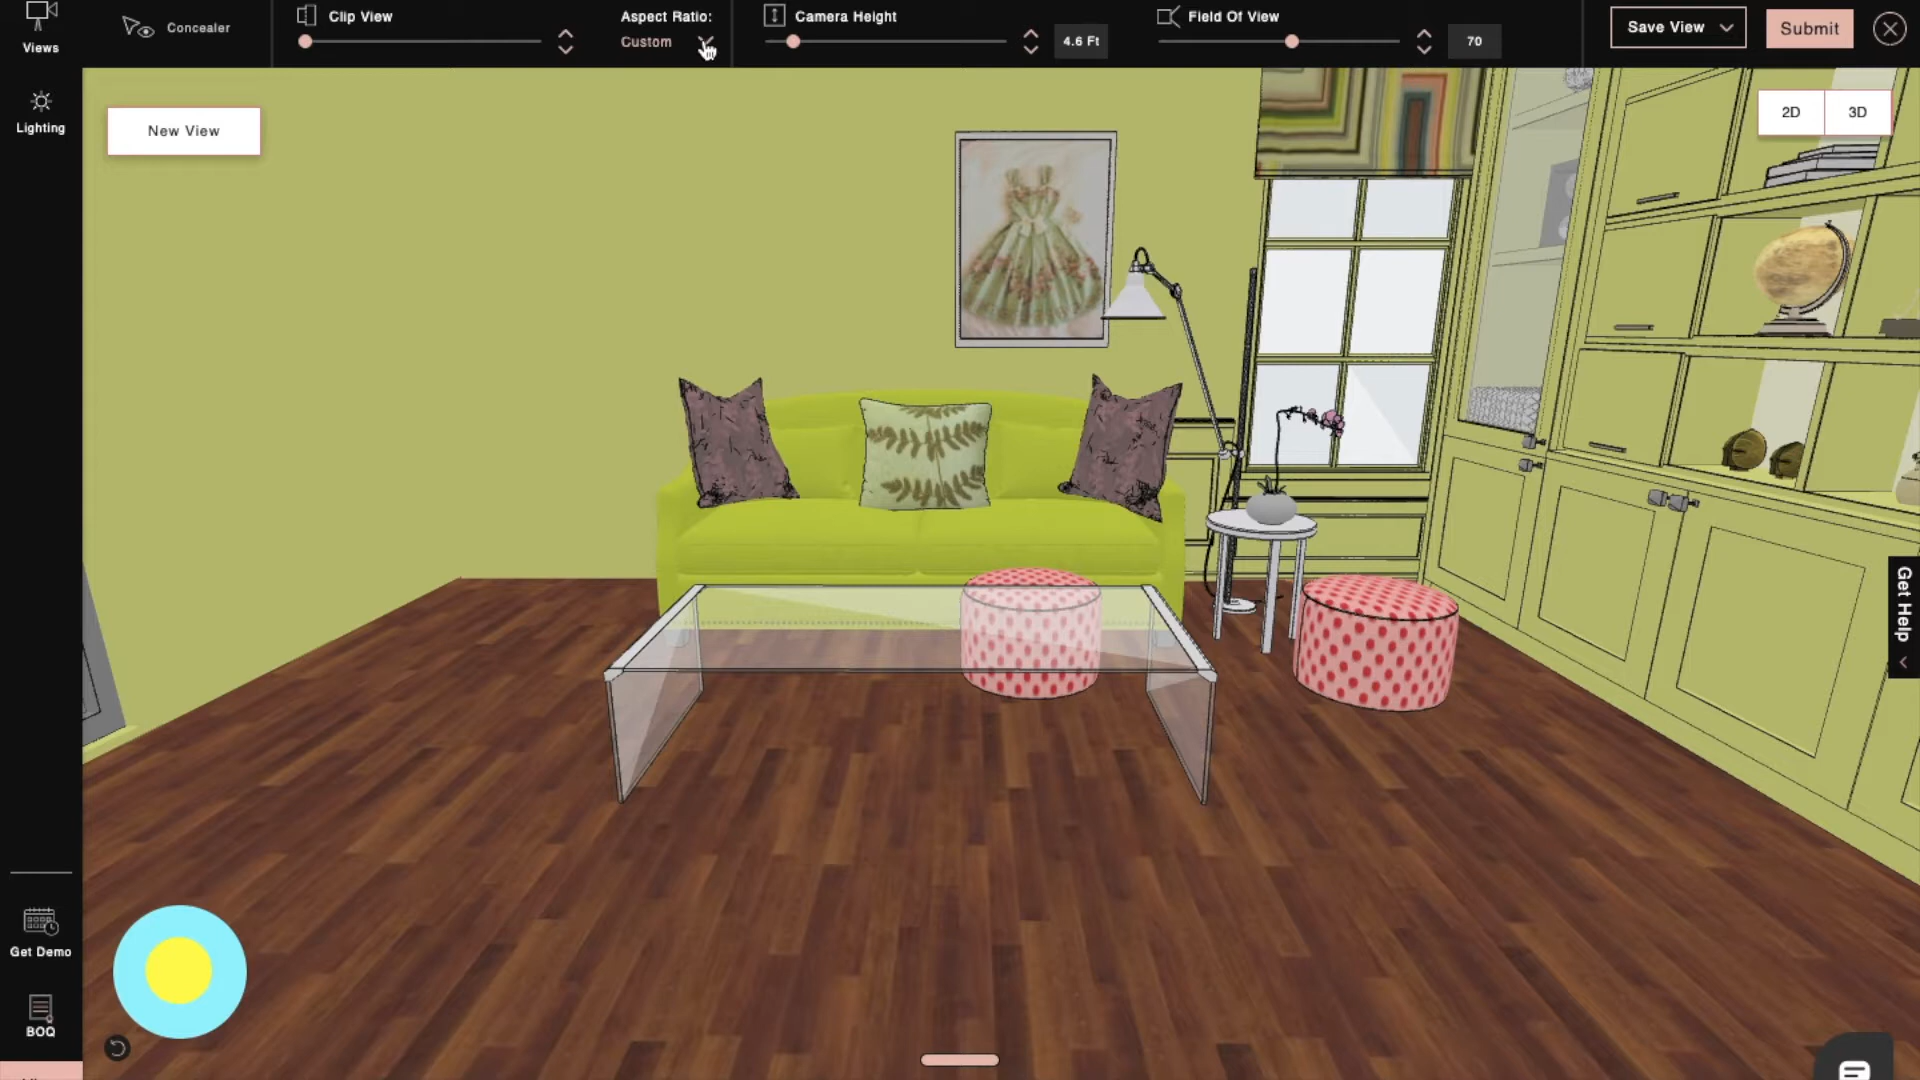 Views
Concealer
Clip View
Aspect Ratio:
Custom
Camera Height
4.6 Ft
Field Of View
70
Save View
Submit
Lighting
New View
2D
3D
Get Help
Get Demo
BOQ